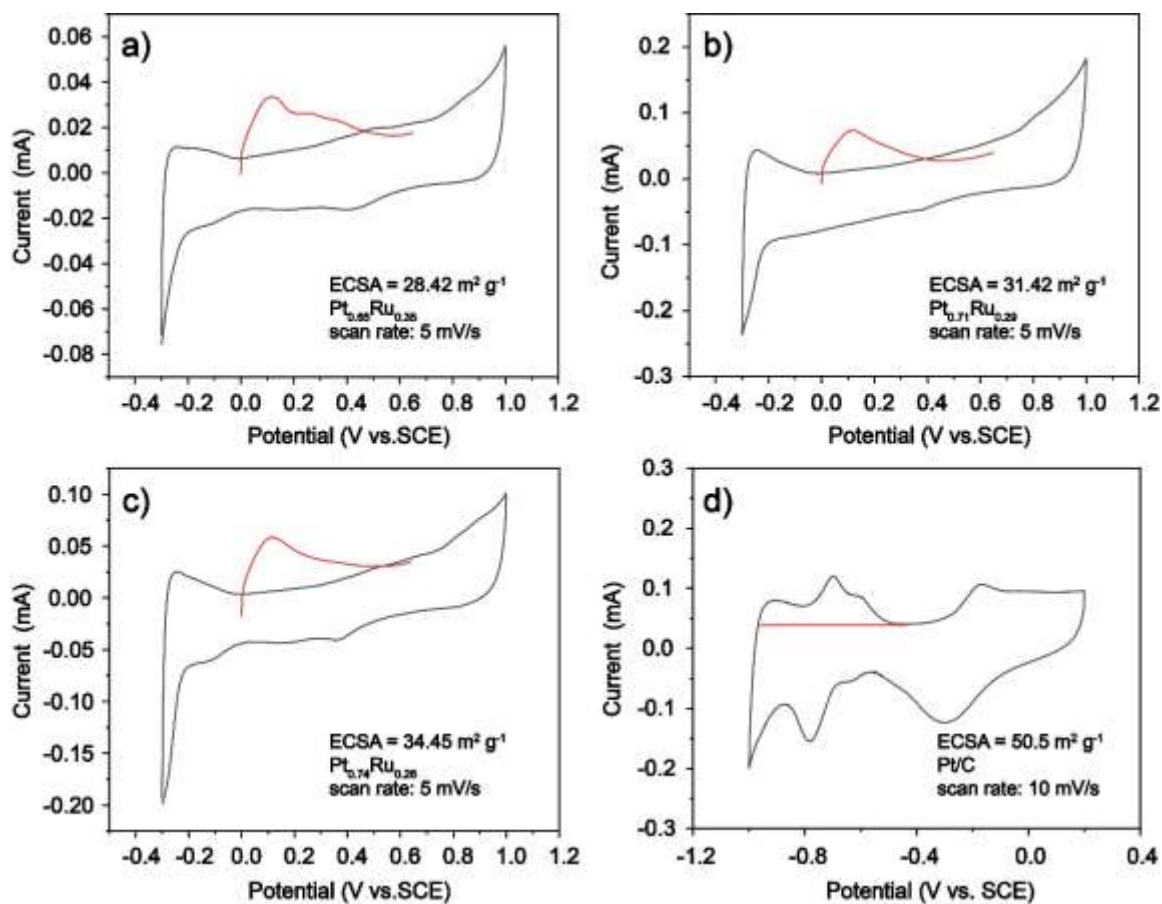 a)
0.06
0.04
0.02
0.00
-0.02
-0.04
-0.06
-0.08
Current (mA)
ECSA = 28.42 m² g⁻¹
Pt₀.₆₅Ru₀.₃₅
scan rate: 5 mV/s
-0.4 -0.2 0.0 0.2 0.4 0.6 0.8 1.0 1.2
Potential (V vs.SCE)
b)
0.2
0.1
0.0
-0.1
-0.2
-0.3
Current (mA)
ECSA = 31.42 m² g⁻¹
Pt₀.₇₁Ru₀.₂₉
scan rate: 5 mV/s
-0.4 -0.2 0.0 0.2 0.4 0.6 0.8 1.0 1.2
Potential (V vs.SCE)
c)
0.10
0.05
0.00
-0.05
-0.10
-0.15
-0.20
Current (mA)
ECSA = 34.45 m² g⁻¹
Pt₀.₇₄Ru₀.₂₆
scan rate: 5 mV/s
-0.4 -0.2 0.0 0.2 0.4 0.6 0.8 1.0 1.2
Potential (V vs.SCE)
d)
0.3
0.2
0.1
0.0
-0.1
-0.2
-0.3
Current (mA)
ECSA = 50.5 m² g⁻¹
Pt/C
scan rate: 10 mV/s
-1.2 -0.8 -0.4 0.0 0.4
Potential (V vs. SCE)